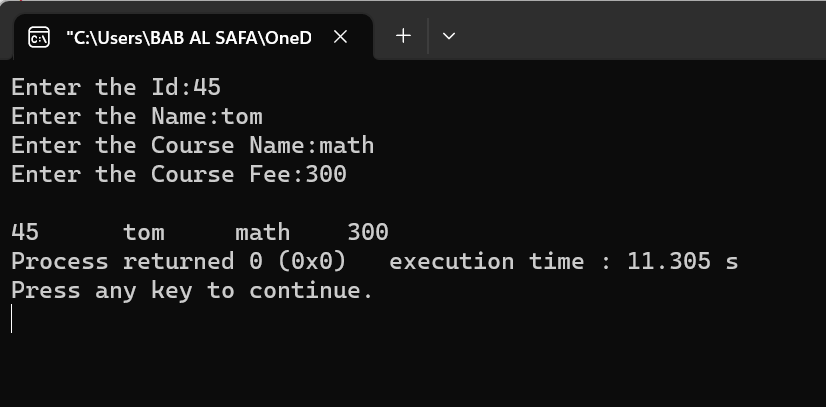 "C:\Users\BAB AL SAFA\OneD
Enter the Id:45
Enter the Name:tom
Enter the Course Name:math
Enter the Course Fee:300
45      tom     math    300
Process returned 0 (0x0)   execution time : 11.305 s
Press any key to continue.